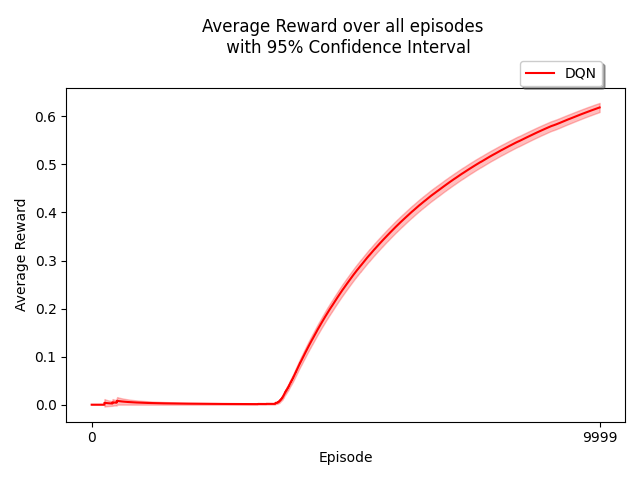 Average Reward over all episodes
with 95% Confidence Interval
DQN
0.6
0.5
0.4
0.3
0.2
0.1
0.0
Average Reward
0
9999
Episode